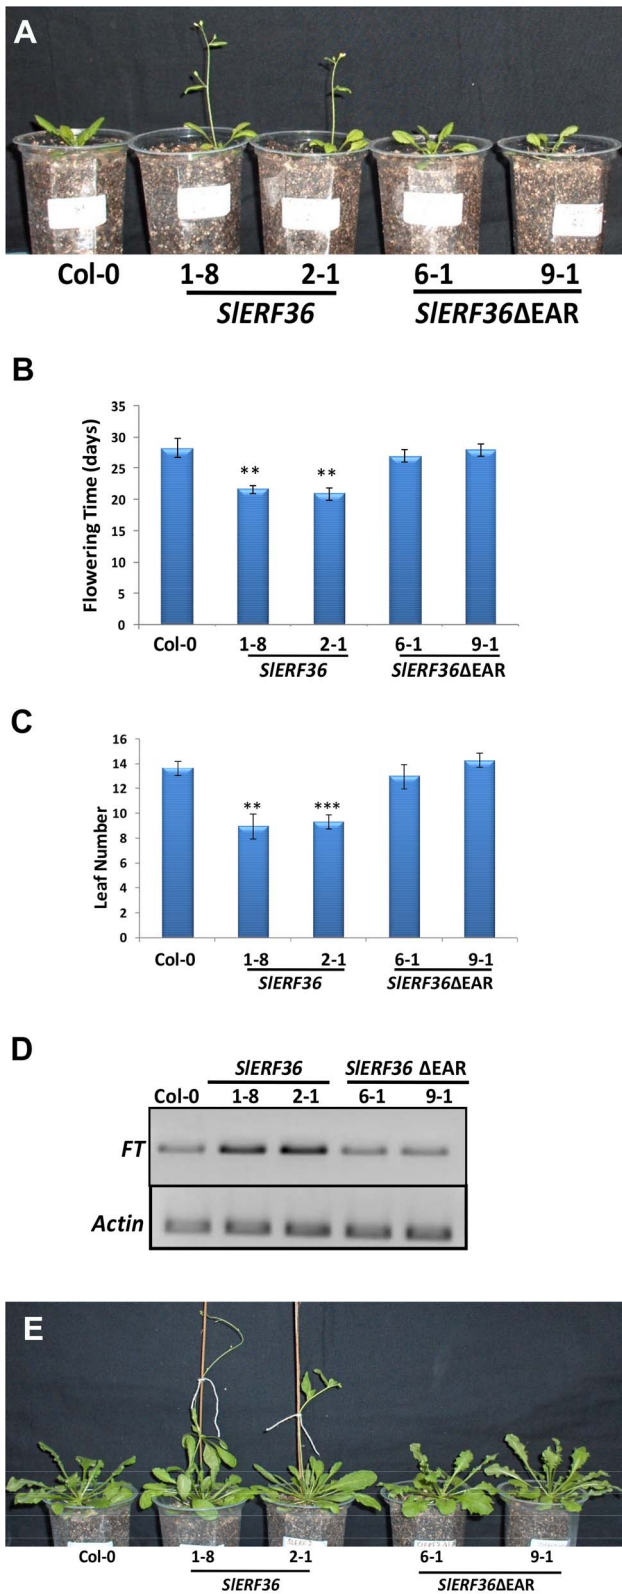 A
Col-0 1-8 2-1 6-1 9-1
SlERF36 SlERF36ΔEAR
B
Flowering Time (days)
35
30
25
20
15
10
5
0
** **
Col-0 1-8 2-1 6-1 9-1
SlERF36 SlERF36ΔEAR
C
Leaf Number
16
14
12
10
8
6
4
2
0
** ***
Col-0 1-8 2-1 6-1 9-1
SlERF36 SlERF36ΔEAR
D
SlERF36 SlERF36 ΔEAR
Col-0 1-8 2-1 6-1 9-1
FT
Actin
E
Col-0 1-8 2-1 6-1 9-1
SlERF36 SlERF36ΔEAR